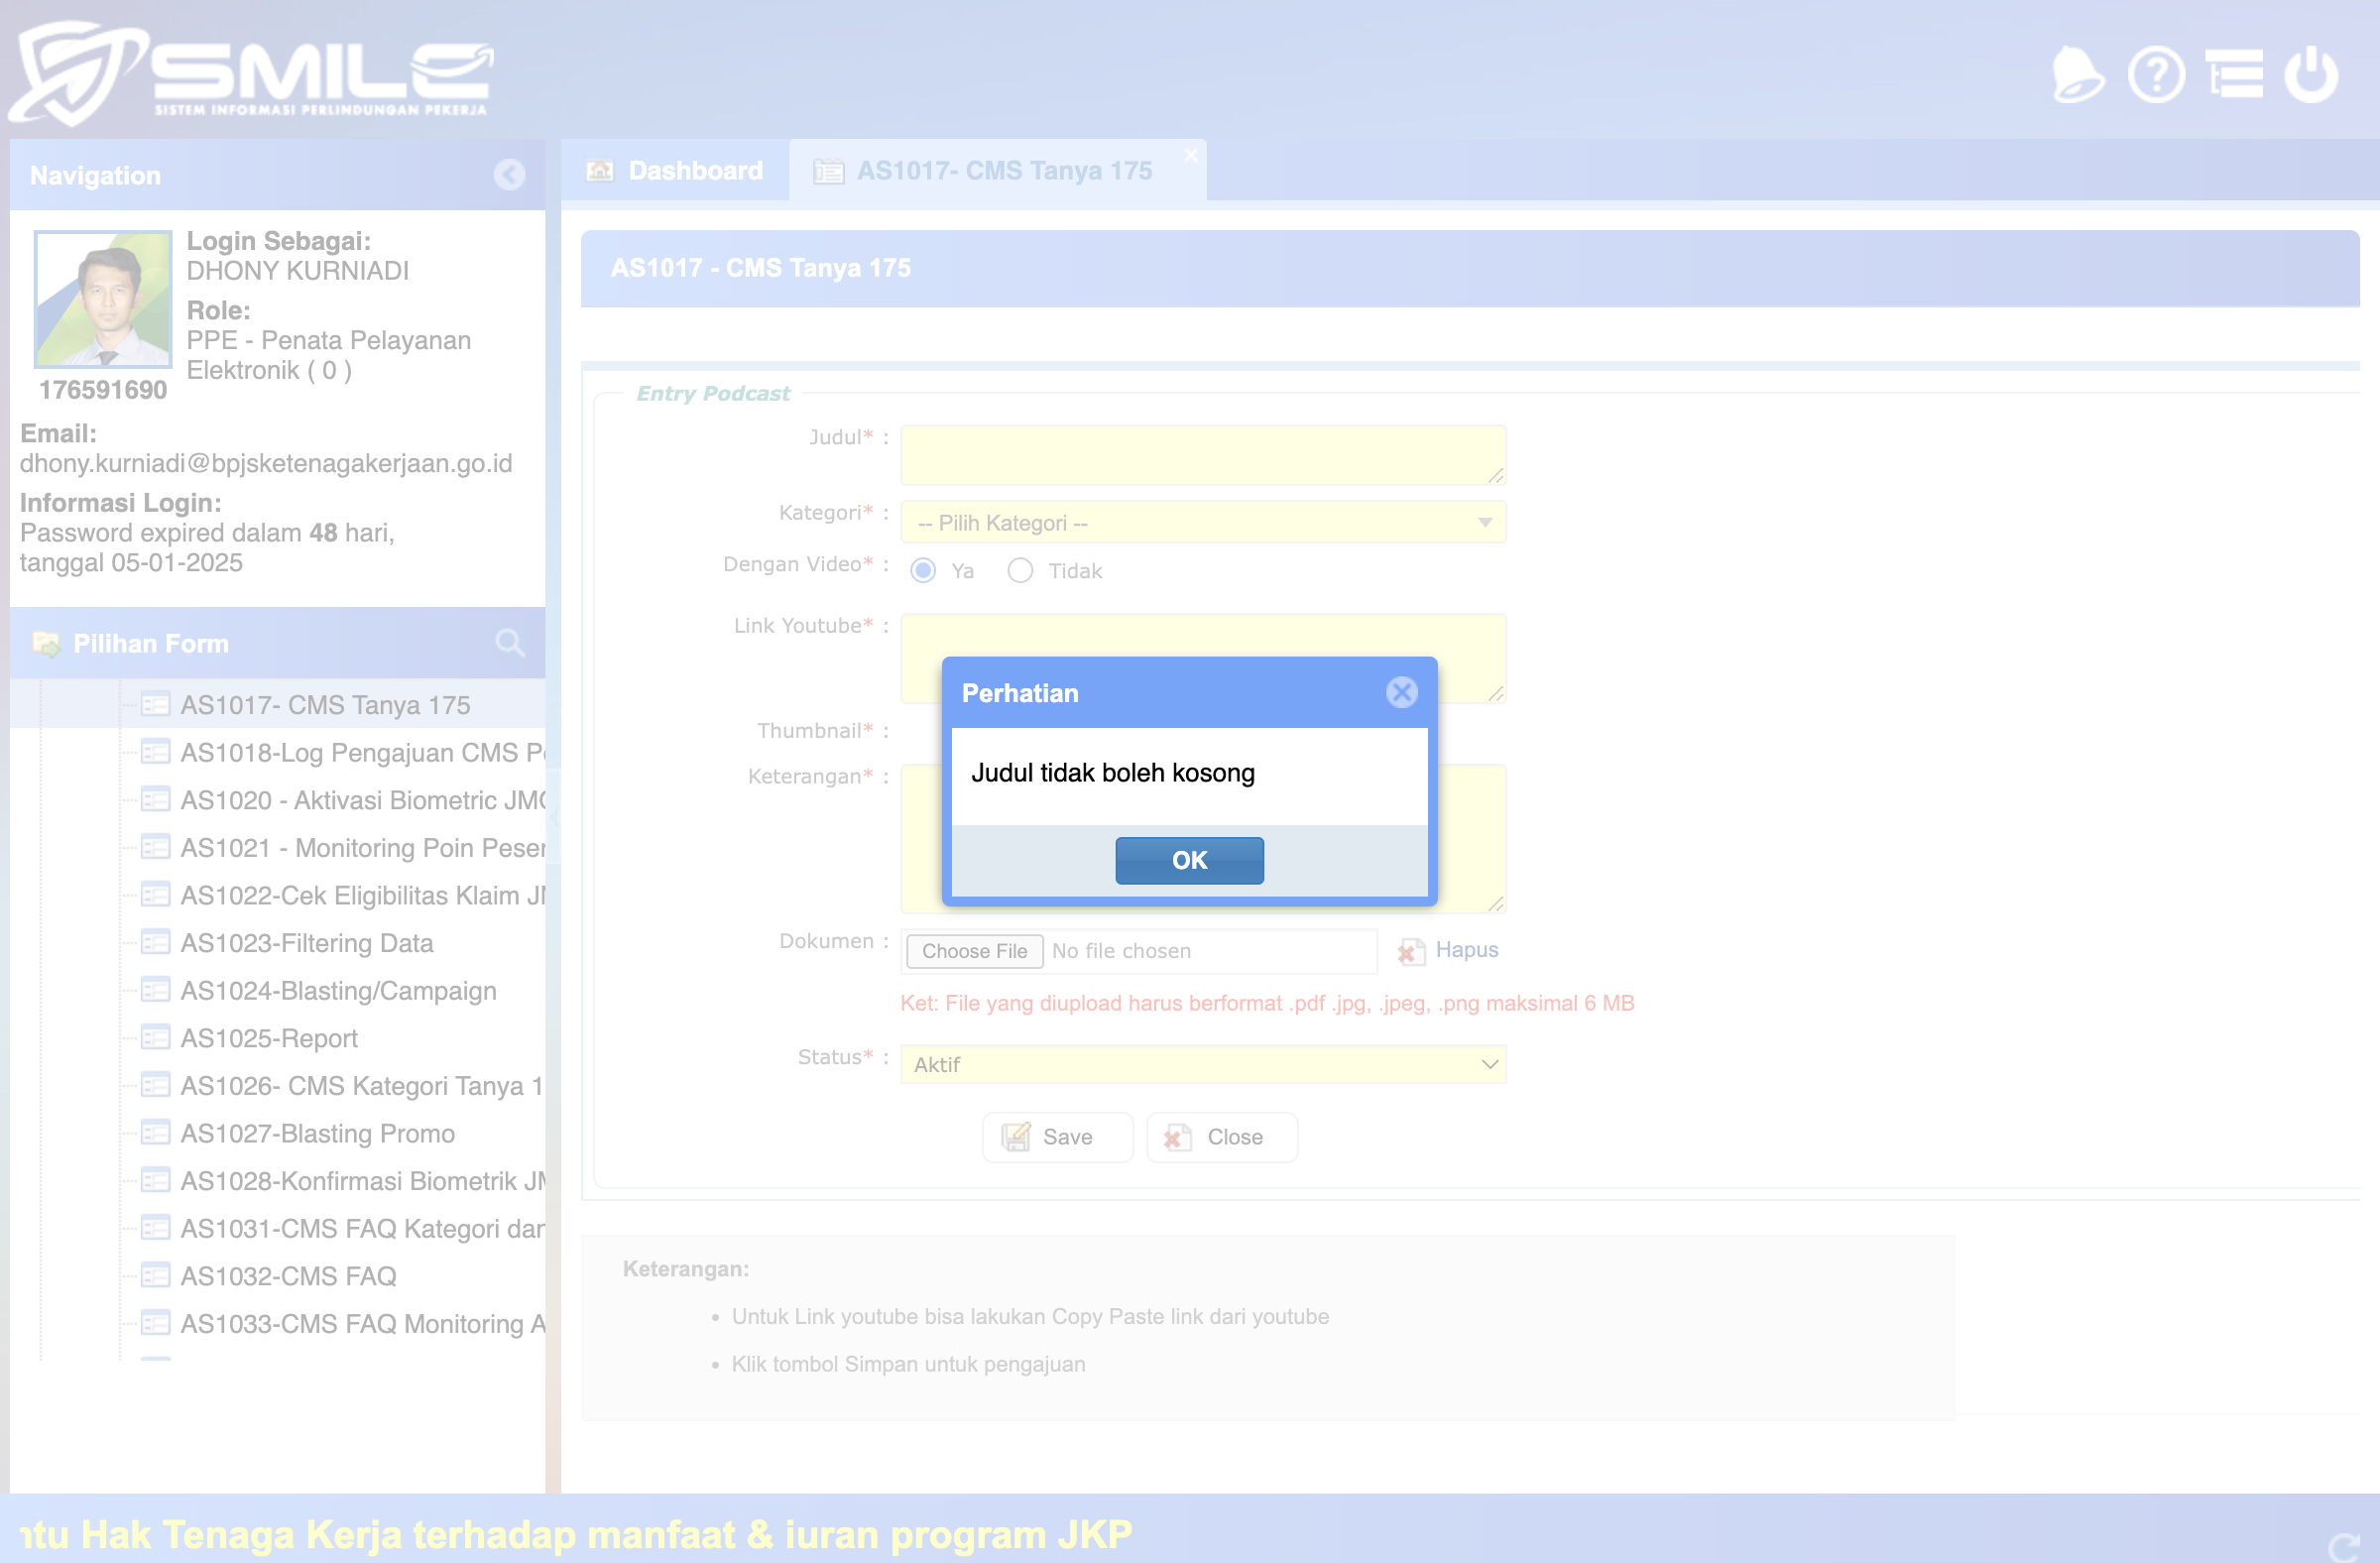 SMILE
SISTEM INFORMASI PERLINDUNGAN PEKERJA
Navigation
Login Sebagai:
DHONY KURNIADI
Role:
PPE - Penata Pelayanan
Elektronik ( 0 )
176591690
Email:
dhony.kurniadi@bpjsketenagakerjaan.go.id
Informasi Login:
Password expired dalam 48 hari,
tanggal 05-01-2025
Pilihan Form
AS1017- CMS Tanya 175
AS1018-Log Pengajuan CMS
AS1020 - Aktivasi Biometric
AS1021 - Monitoring Poin
AS1022-Cek Eligibilitas Klaim
AS1023-Filtering Data
AS1024-Blasting/Campaign
AS1025-Report
AS1026- CMS Kategori Tanya 1
AS1027-Blasting Promo
AS1028-Konfirmasi Biometrik
AS1031-CMS FAQ Kategori dan
AS1032-CMS FAQ
AS1033-CMS FAQ Monitoring A
Dashboard
AS1017- CMS Tanya 175
AS1017 - CMS Tanya 175
Entry Podcast
Judul* :
Kategori* : -- Pilih Kategori --
Dengan Video* : Ya Tidak
Link Youtube* :
Thumbnail* :
Keterangan* :
Perhatian
Judul tidak boleh kosong
OK
Dokumen : Choose File No file chosen Hapus
Ket: File yang diupload harus berformat .pdf .jpg, .jpeg, .png maksimal 6 MB
Status* : Aktif
Save Close
Keterangan:
• Untuk Link youtube bisa lakukan Copy Paste link dari youtube
• Klik tombol Simpan untuk pengajuan
Hak Tenaga Kerja terhadap manfaat & iuran program JKP